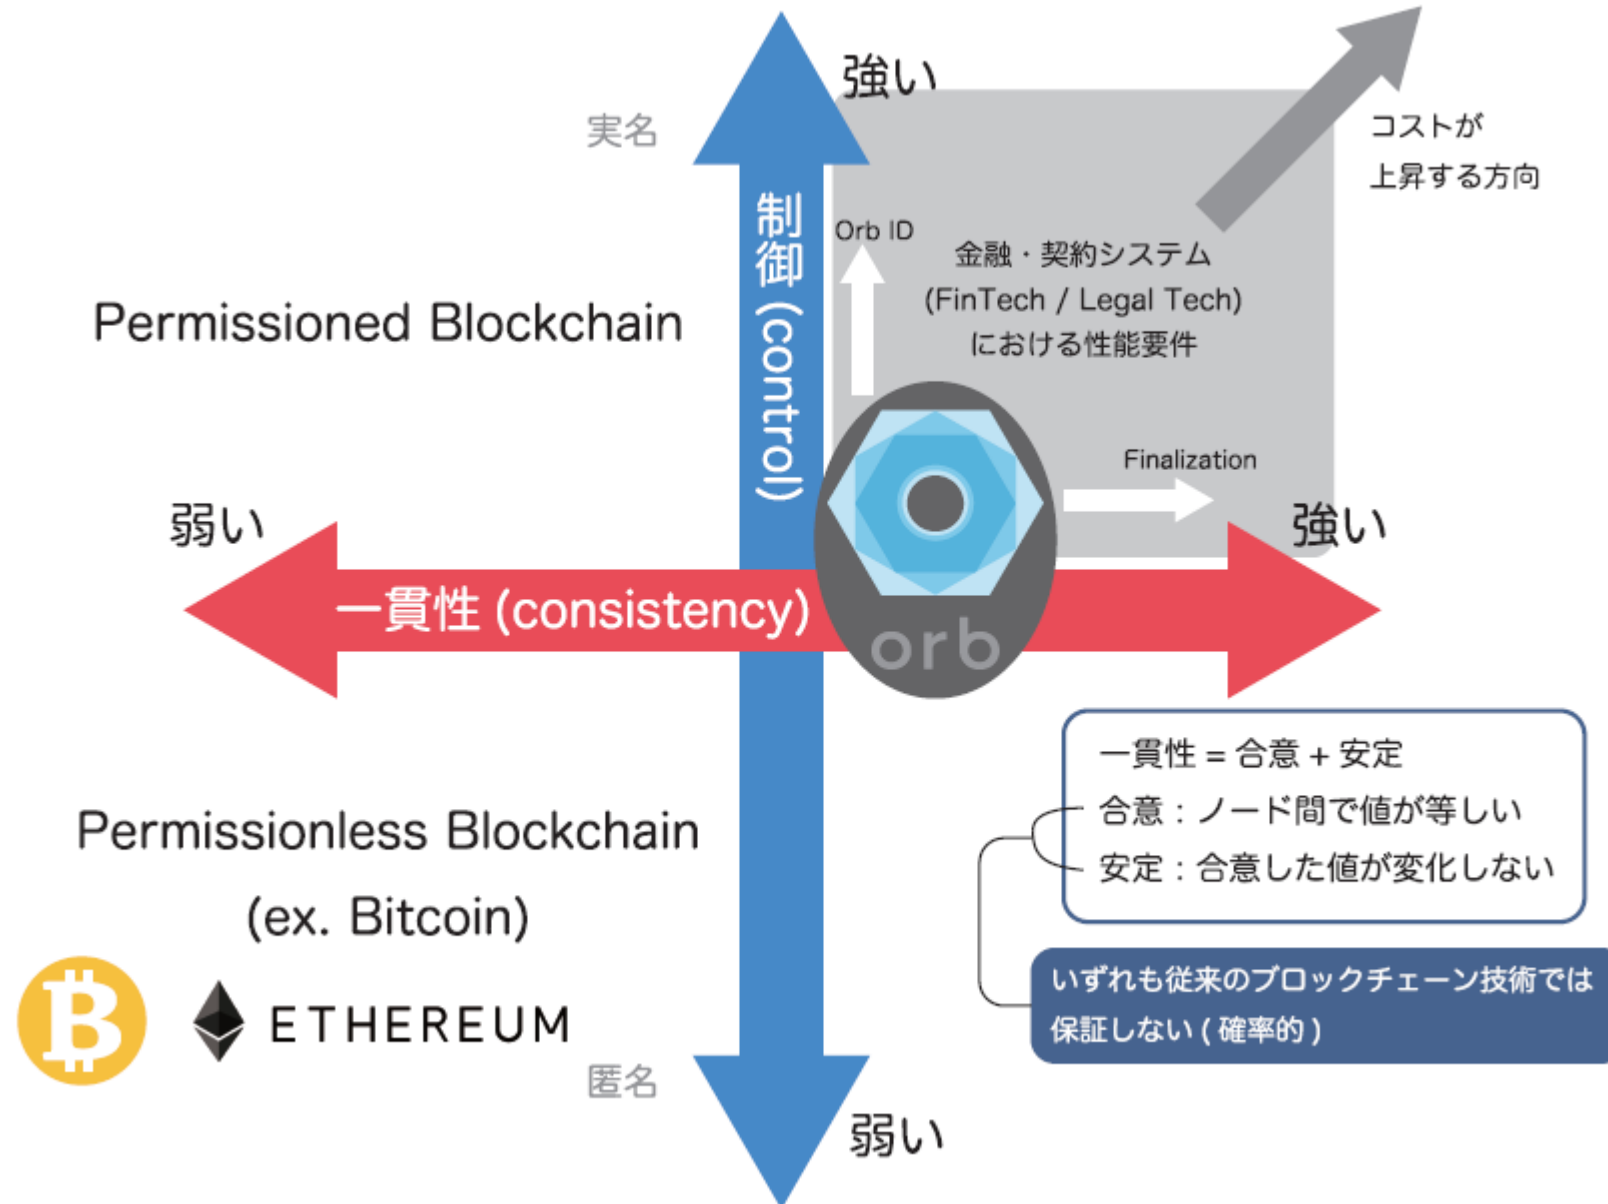 強い
実名
コストが
上昇する方向
制御 (control)
Orb ID
金融・契約システム
(FinTech / Legal Tech)
における性能要件
Permissioned Blockchain
Finalization
弱い
強い
一貫性 (consistency)
orb
一貫性 = 合意 + 安定
合意：ノード間で値が等しい
安定：合意した値が変化しない
Permissionless Blockchain
(ex. Bitcoin)
いずれも従来のブロックチェーン技術では
保証しない ( 確率的 )
ETHEREUM
匿名
弱い